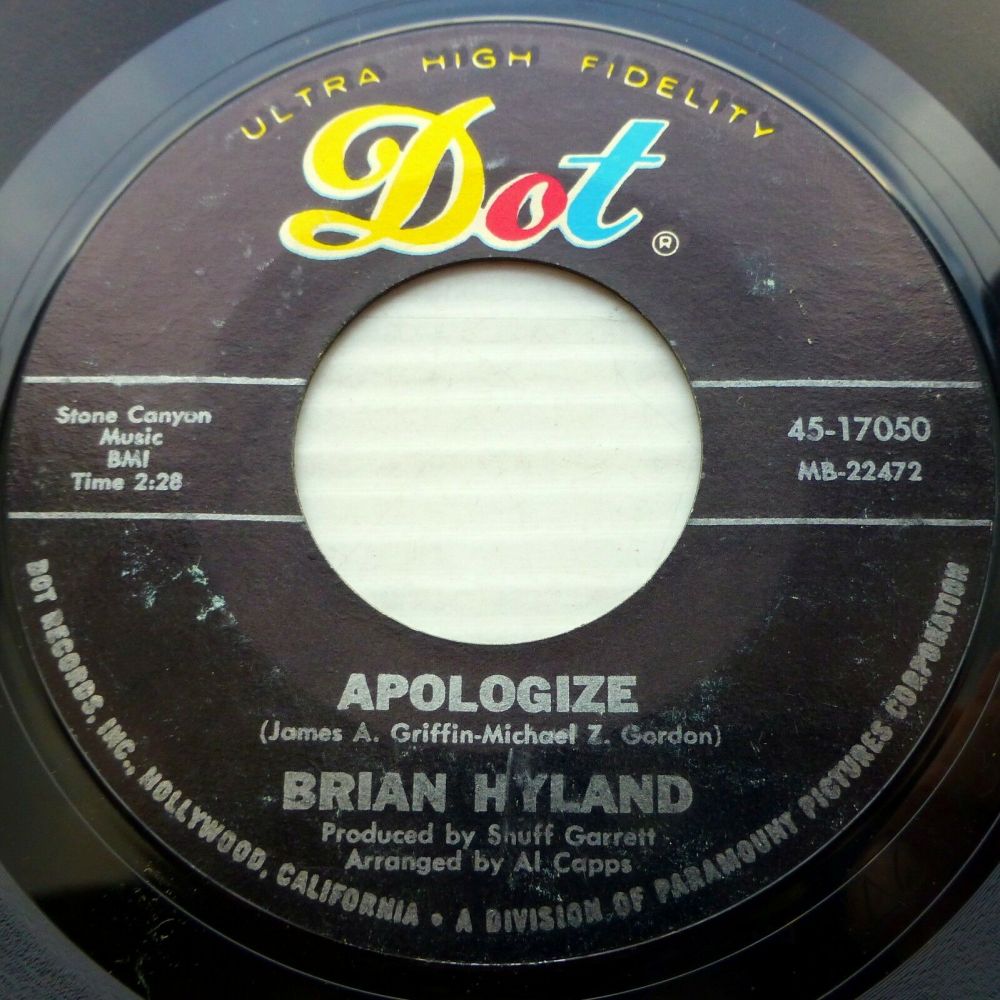 ULTRA HIGH FIDELITY
Dot ®
Stone Canyon
Music
BMI
Time 2:28
45-17050
MB-22472
APOLOGIZE
(James A. Griffin-Michael Z. Gordon)
BRIAN HYLAND
Produced by Snuff Garrett
Arranged by Al Capps
DOT RECORDS, INC., HOLLYWOOD, CALIFORNIA • A DIVISION OF PARAMOUNT PICTURES CORPORATION